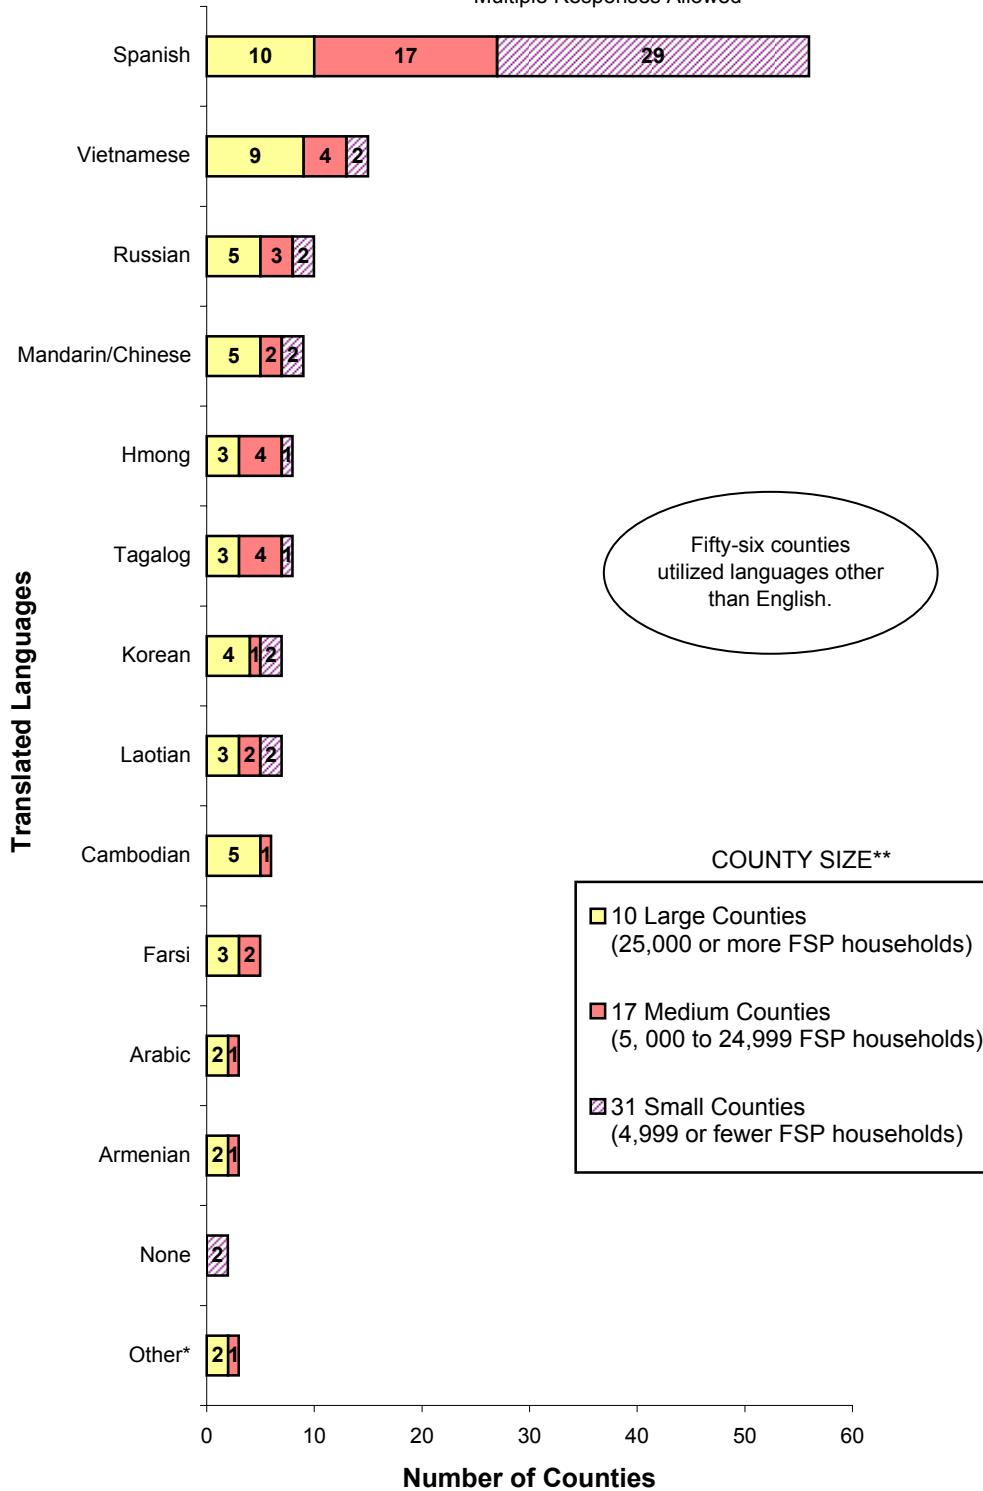 Multiple Responses Allowed
Spanish 10 17 29
Vietnamese 9 4 2
Russian 5 3 2
Mandarin/Chinese 5 2 2
Hmong 3 4 1
Tagalog 3 4 1
Fifty-six counties
utilized languages other
than English.
Korean 4 1 2
Laotian 3 2 2
Cambodian 5 1
Farsi 3 2
Arabic 2 1
Armenian 2 1
None 2
Other* 2 1
Translated Languages
COUNTY SIZE**
10 Large Counties
(25,000 or more FSP households)
17 Medium Counties
(5, 000 to 24,999 FSP households)
31 Small Counties
(4,999 or fewer FSP households)
0 10 20 30 40 50 60
Number of Counties